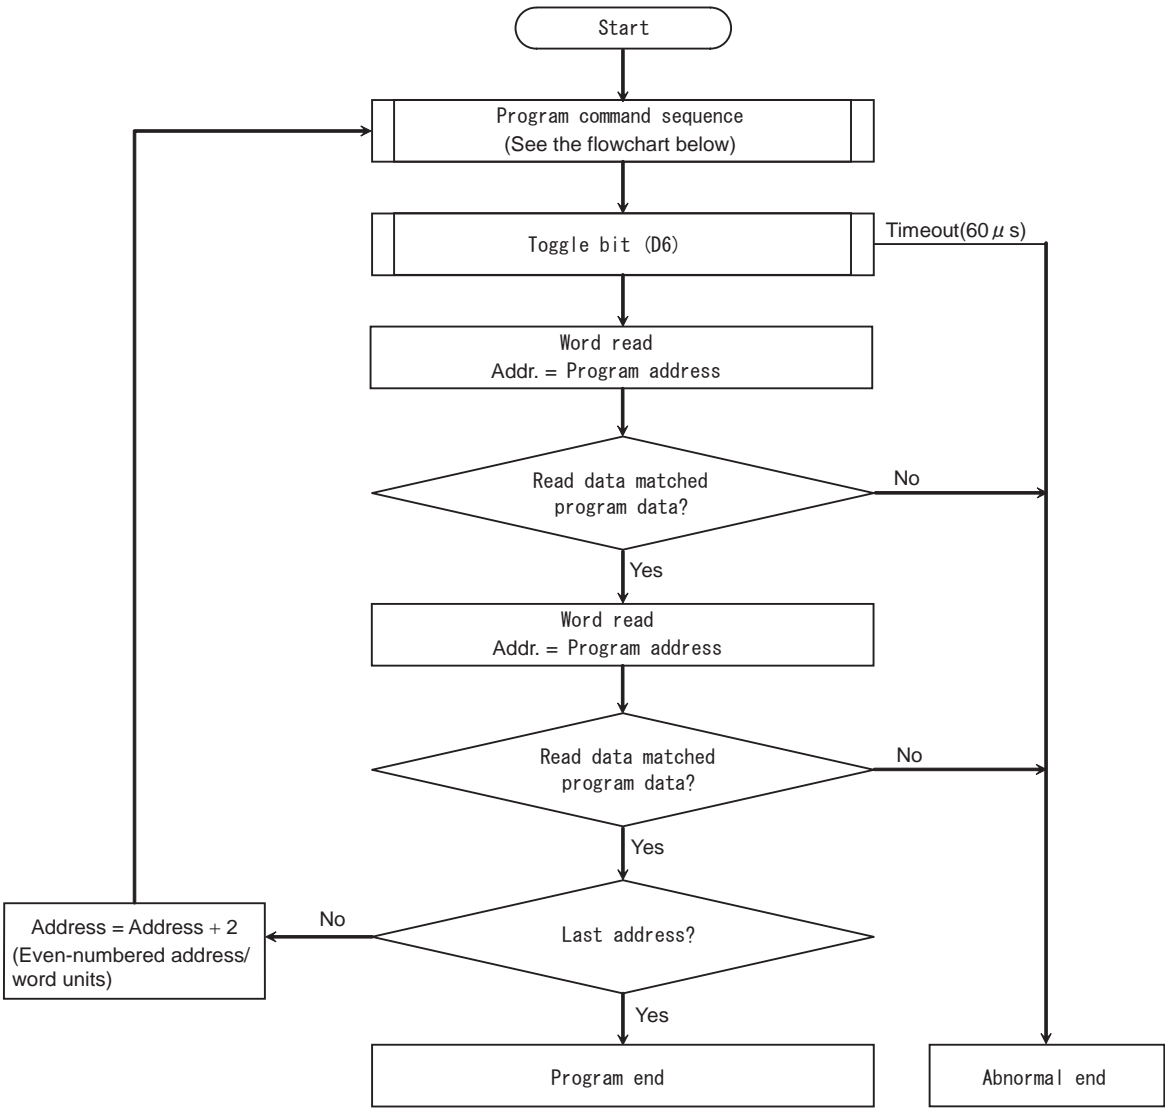 Start
Program command sequence
(See the flowchart below)
Toggle bit (D6)
Timeout(60 μ s)
Word read
Addr. = Program address
Read data matched
program data?
No
Yes
Word read
Addr. = Program address
Read data matched
program data?
No
Yes
Address = Address + 2
(Even-numbered address/
word units)
No
Last address?
Yes
Program end
Abnormal end